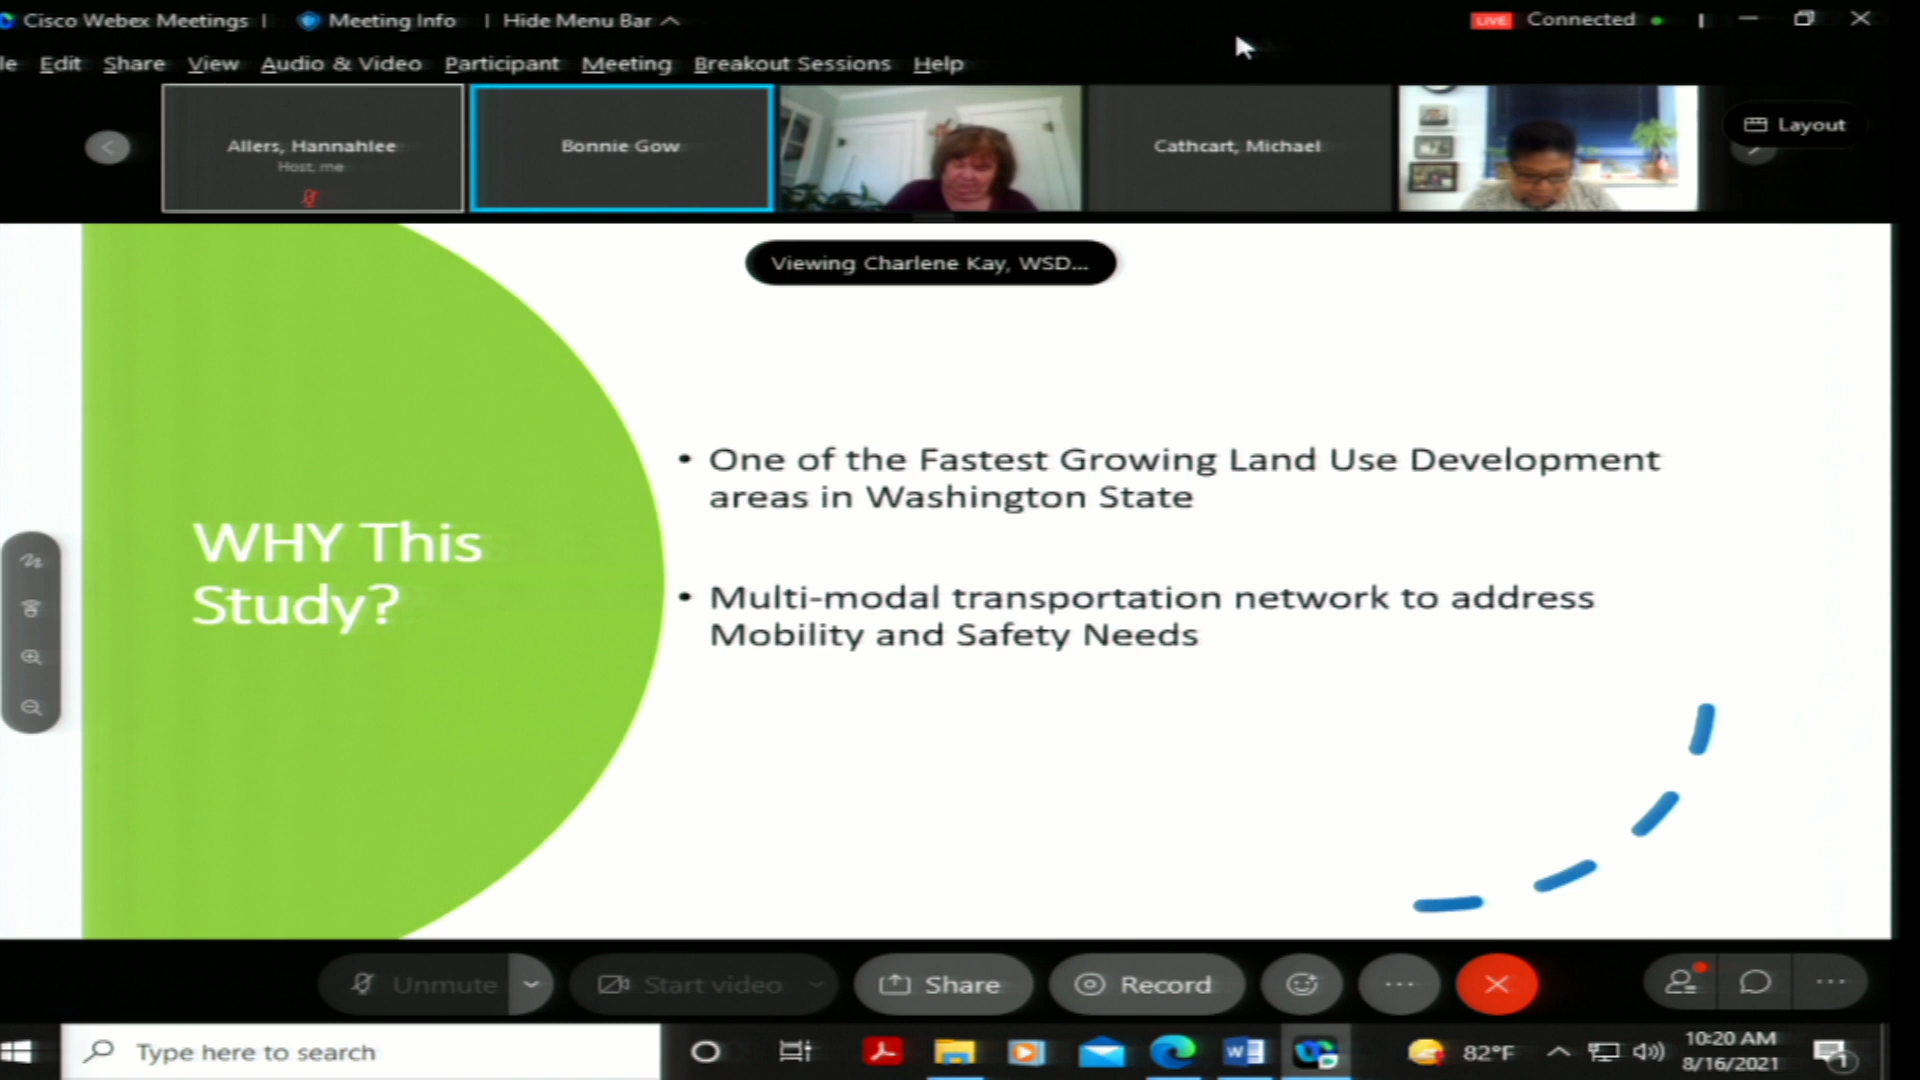 Cisco Webex Meetings | Meeting Info | Hide Menu Bar
LIVE Connected
le Edit Share View Audio & Video Participant Meeting Breakout Sessions Help
Allers, Hannahlee
Host, me
Bonnie Gow
Cathcart, Michael
Layout
Viewing Charlene Kay, WSD...
WHY This
Study?
• One of the Fastest Growing Land Use Development
areas in Washington State
• Multi-modal transportation network to address
Mobility and Safety Needs
Unmute
Start video
Share
Record
Type here to search
82°F
10:20 AM
8/16/2021
1